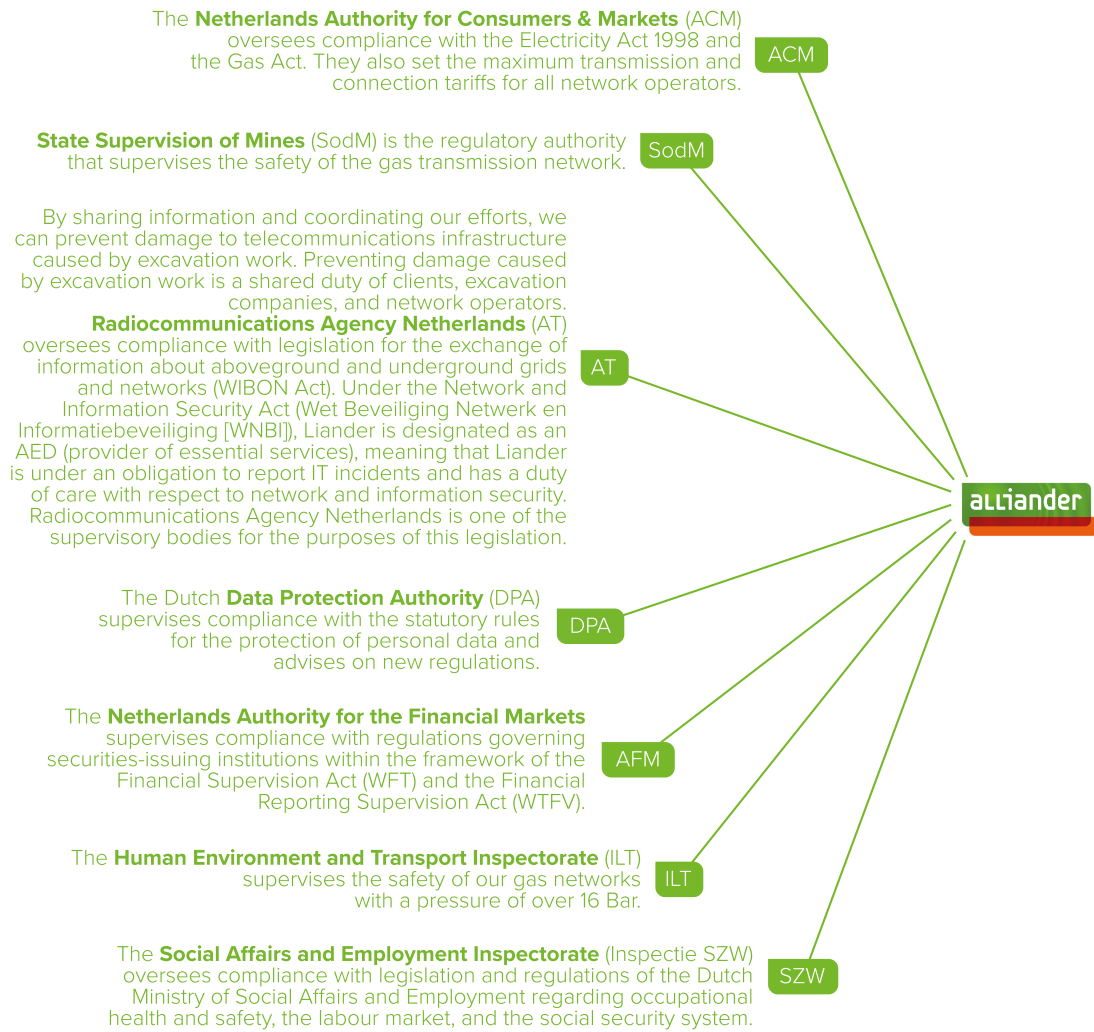 The Netherlands Authority for Consumers & Markets (ACM)
oversees compliance with the Electricity Act 1998 and
the Gas Act. They also set the maximum transmission and
connection tariffs for all network operators.
ACM
State Supervision of Mines (SodM) is the regulatory authority
that supervises the safety of the gas transmission network.
SodM
By sharing information and coordinating our efforts, we
can prevent damage to telecommunications infrastructure
caused by excavation work. Preventing damage caused
by excavation work is a shared duty of clients, excavation
companies, and network operators.
Radiocommunications Agency Netherlands (AT)
oversees compliance with legislation for the exchange of
information about aboveground and underground grids
and networks (WIBON Act). Under the Network and
Information Security Act (Wet Beveiliging Netwerk en
Informatiebeveiliging [WNBI]), Liander is designated as an
AED (provider of essential services), meaning that Liander
is under an obligation to report IT incidents and has a duty
of care with respect to network and information security.
Radiocommunications Agency Netherlands is one of the
supervisory bodies for the purposes of this legislation.
AT
alliander
The Dutch Data Protection Authority (DPA)
supervises compliance with the statutory rules
for the protection of personal data and
advises on new regulations.
DPA
The Netherlands Authority for the Financial Markets
supervises compliance with regulations governing
securities-issuing institutions within the framework of the
Financial Supervision Act (WFT) and the Financial
Reporting Supervision Act (WTFV).
AFM
The Human Environment and Transport Inspectorate (ILT)
supervises the safety of our gas networks
with a pressure of over 16 Bar.
ILT
The Social Affairs and Employment Inspectorate (Inspectie SZW)
oversees compliance with legislation and regulations of the Dutch
Ministry of Social Affairs and Employment regarding occupational
health and safety, the labour market, and the social security system.
SZW